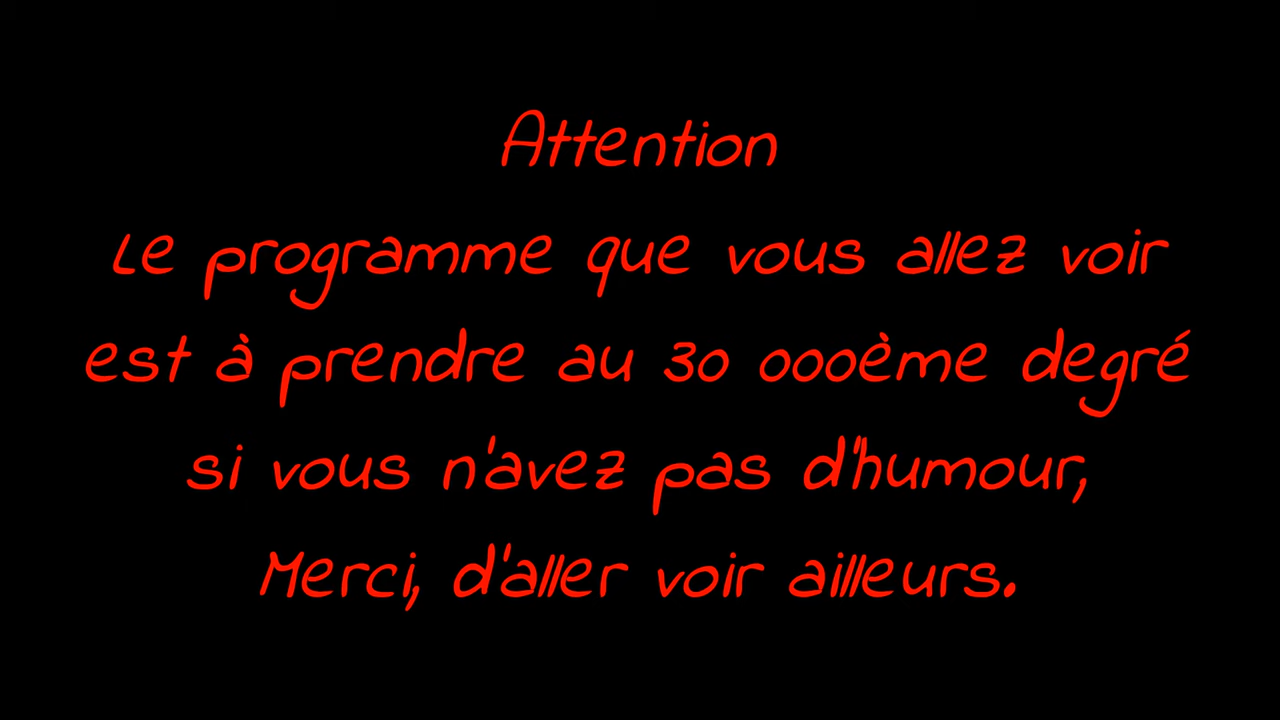 Attention
Le programme que vous allez voir
est à prendre au 30 000ème degré
si vous n'avez pas d'humour,
Merci, d'aller voir ailleurs.